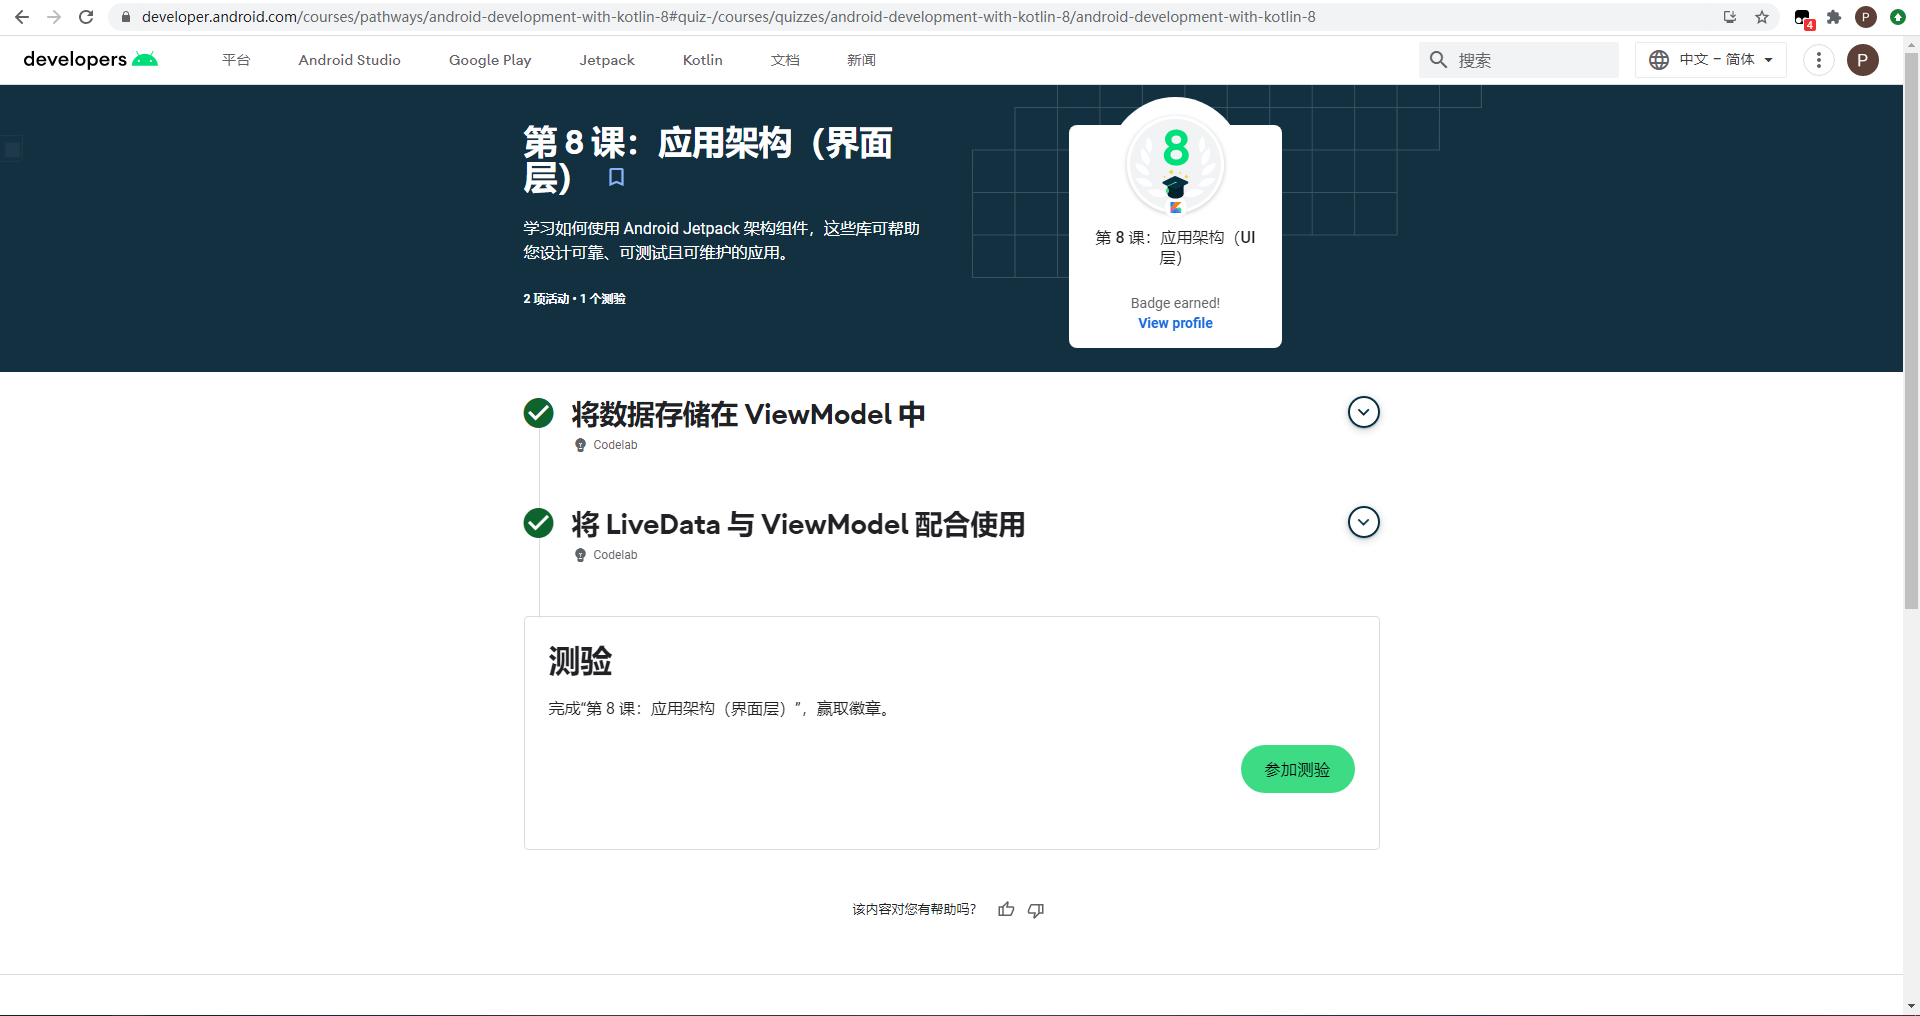 developer.android.com/courses/pathways/android-development-with-kotlin-8#quiz-/courses/quizzes/android-development-with-kotlin-8/android-development-with-kotlin-8
4
P
developers
平台
Android Studio
Google Play
Jetpack
Kotlin
文档
新闻
搜索
中文 – 简体
P
第 8 课：应用架构（界面
层）
学习如何使用 Android Jetpack 架构组件，这些库可帮助
您设计可靠、可测试且可维护的应用。
2 项活动 • 1 个测验
8
第 8 课：应用架构（UI
层）
Badge earned!
View profile
将数据存储在 ViewModel 中
Codelab
将 LiveData 与 ViewModel 配合使用
Codelab
测验
完成“第 8 课：应用架构（界面层）”，赢取徽章。
参加测验
该内容对您有帮助吗？